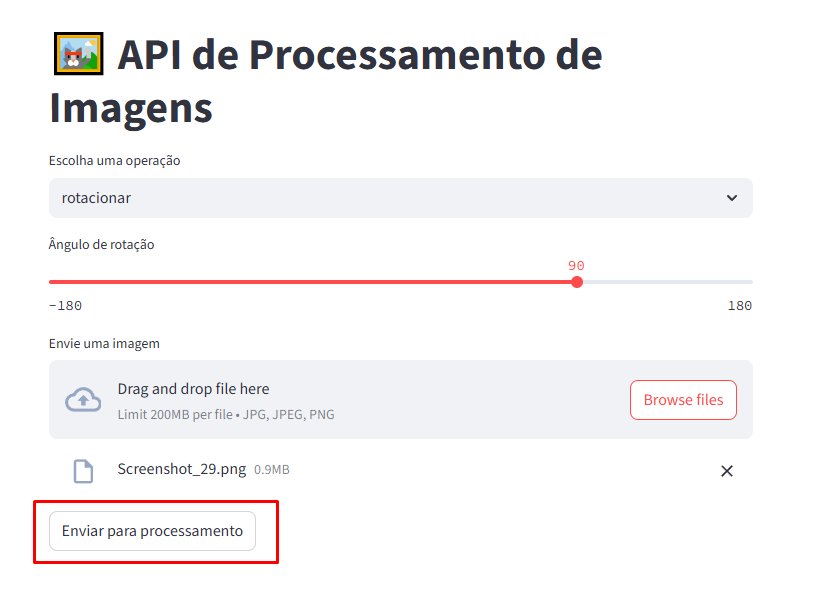 API de Processamento de
Imagens
Escolha uma operação
rotacionar
Ângulo de rotação
90
-180 180
Envie uma imagem
Drag and drop file here
Limit 200MB per file • JPG, JPEG, PNG
Browse files
Screenshot_29.png 0.9MB
Enviar para processamento